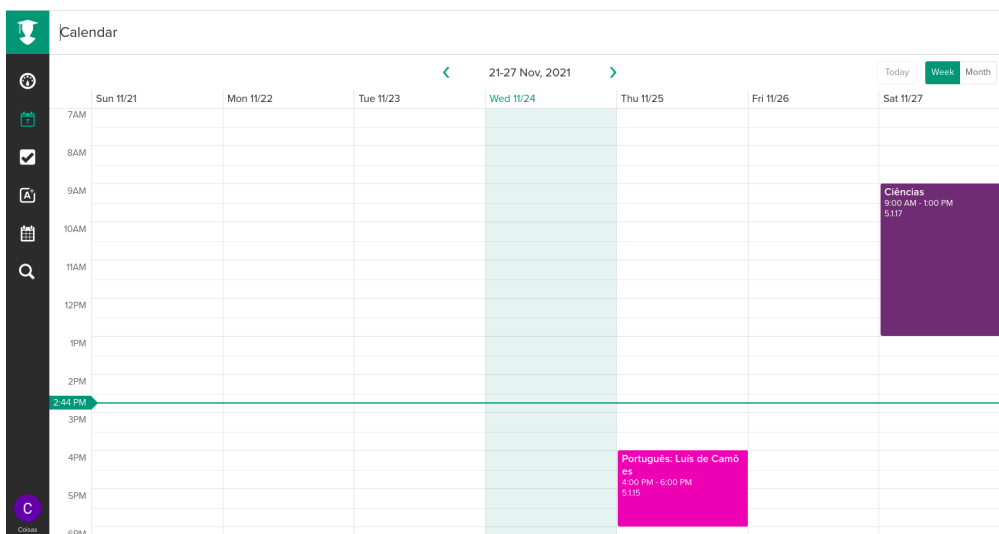 Calendar
21-27 Nov, 2021
Today
Week
Month
Sun 11/21
Mon 11/22
Tue 11/23
Wed 11/24
Thu 11/25
Fri 11/26
Sat 11/27
7AM
8AM
9AM
Ciências
9:00 AM - 1:00 PM
5.1.17
10AM
11AM
12PM
1PM
2PM
2:44 PM
3PM
4PM
Português: Luís de Camõ
es
4:00 PM - 6:00 PM
5.1.15
5PM
6PM
7
A+
C
Coisas